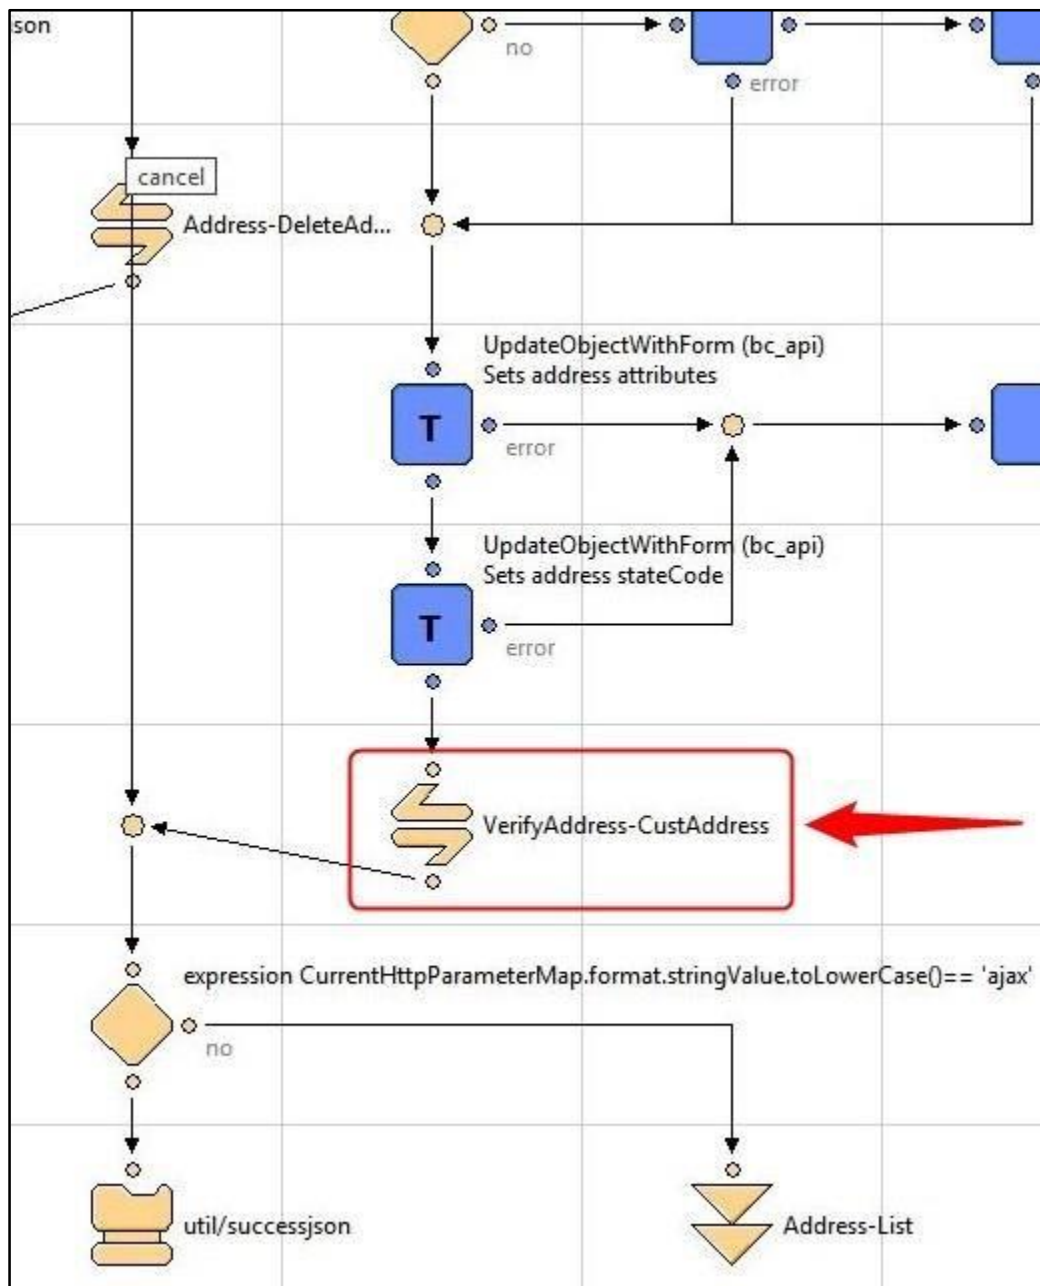 son
no
error
cancel
Address-DeleteAd...
UpdateObjectWithForm (bc_api)
Sets address attributes
T
error
UpdateObjectWithForm (bc_api)
Sets address stateCode
T
error
VerifyAddress-CustAddress
expression CurrentHttpParameterMap.format.stringValue.toLowerCase()== 'ajax'
no
util/successjson
Address-List